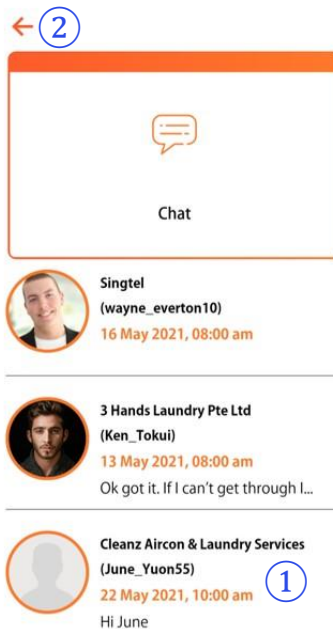 ②
Chat
Singtel
(wayne_everton10)
16 May 2021, 08:00 am
3 Hands Laundry Pte Ltd
(Ken_Tokui)
13 May 2021, 08:00 am
Ok got it. If I can't get through I...
Cleanz Aircon & Laundry Services
(June_Yuon55)
22 May 2021, 10:00 am ①
Hi June